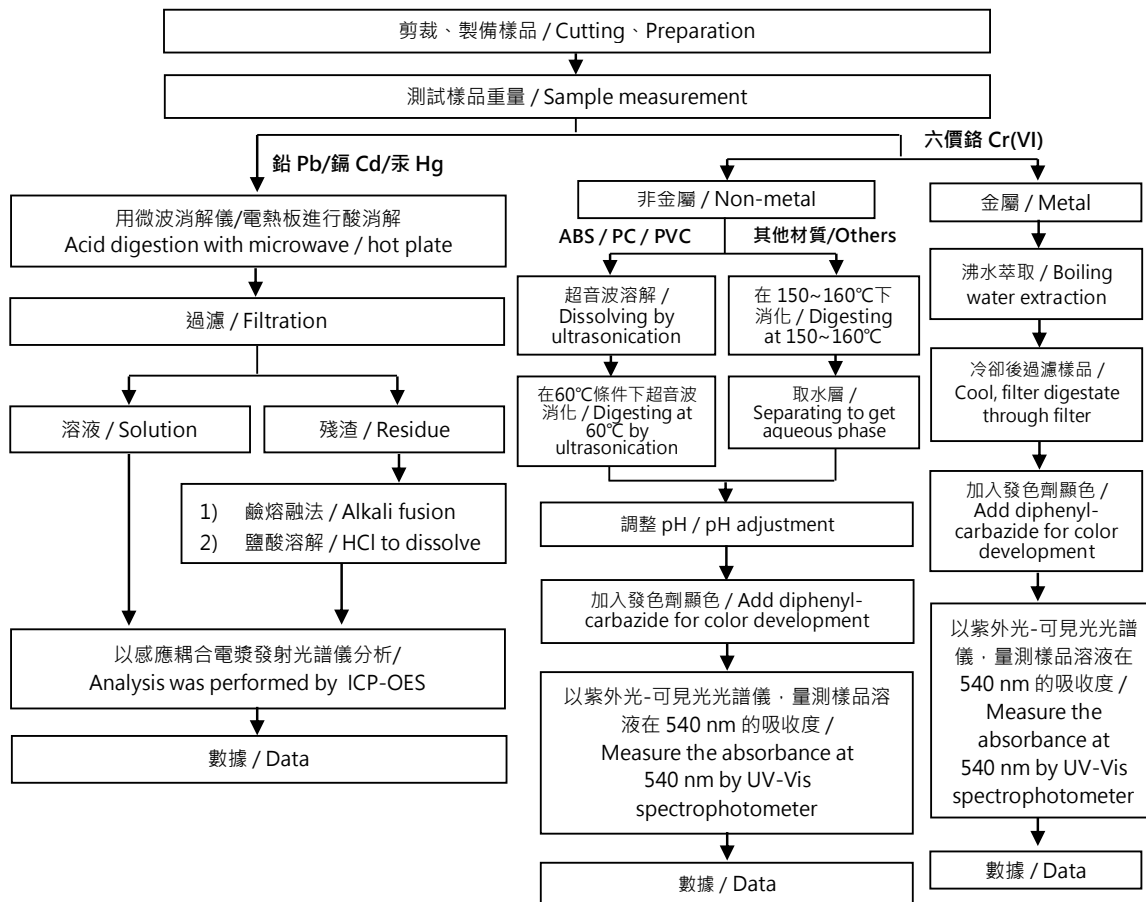 剪裁、製備樣品 / Cutting、Preparation
測試樣品重量 / Sample measurement
鉛 Pb/鎘 Cd/汞 Hg
六價鉻 Cr(VI)
用微波消解儀/電熱板進行酸消解
Acid digestion with microwave / hot plate
過濾 / Filtration
溶液 / Solution
殘渣 / Residue
1) 鹼熔融法 / Alkali fusion
2) 鹽酸溶解 / HCl to dissolve
以感應耦合電漿發射光譜儀分析/
Analysis was performed by ICP-OES
數據 / Data
非金屬 / Non-metal
ABS / PC / PVC
其他材質/Others
超音波溶解 /
Dissolving by
ultrasonication
在60℃條件下超音波
消化 / Digesting at
60℃ by
ultrasonication
在 150~160℃下
消化 / Digesting
at 150~160℃
取水層 /
Separating to get
aqueous phase
調整 pH / pH adjustment
加入發色劑顯色 / Add diphenyl-
carbazide for color development
以紫外光-可見光光譜儀，量測樣品溶
液在 540 nm 的吸收度 /
Measure the absorbance at
540 nm by UV-Vis
spectrophotometer
數據 / Data
金屬 / Metal
沸水萃取 / Boiling
water extraction
冷卻後過濾樣品 /
Cool, filter digestate
through filter
加入發色劑顯色 /
Add diphenyl-
carbazide for color
development
以紫外光-可見光光譜
儀，量測樣品溶液在
540 nm 的吸收度 /
Measure the
absorbance at
540 nm by UV-Vis
spectrophotometer
數據 / Data